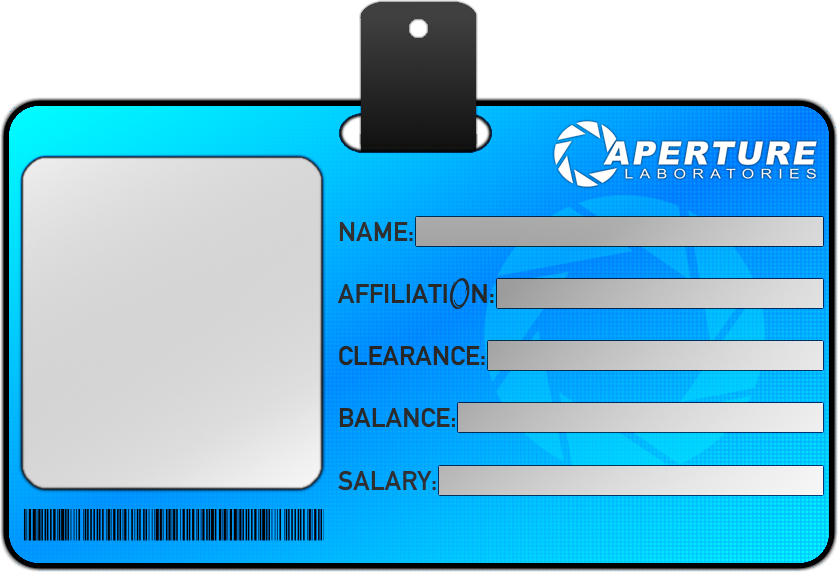 APERTURE
LABORATORIES
NAME:
AFFILIATION:
CLEARANCE:
BALANCE:
SALARY: